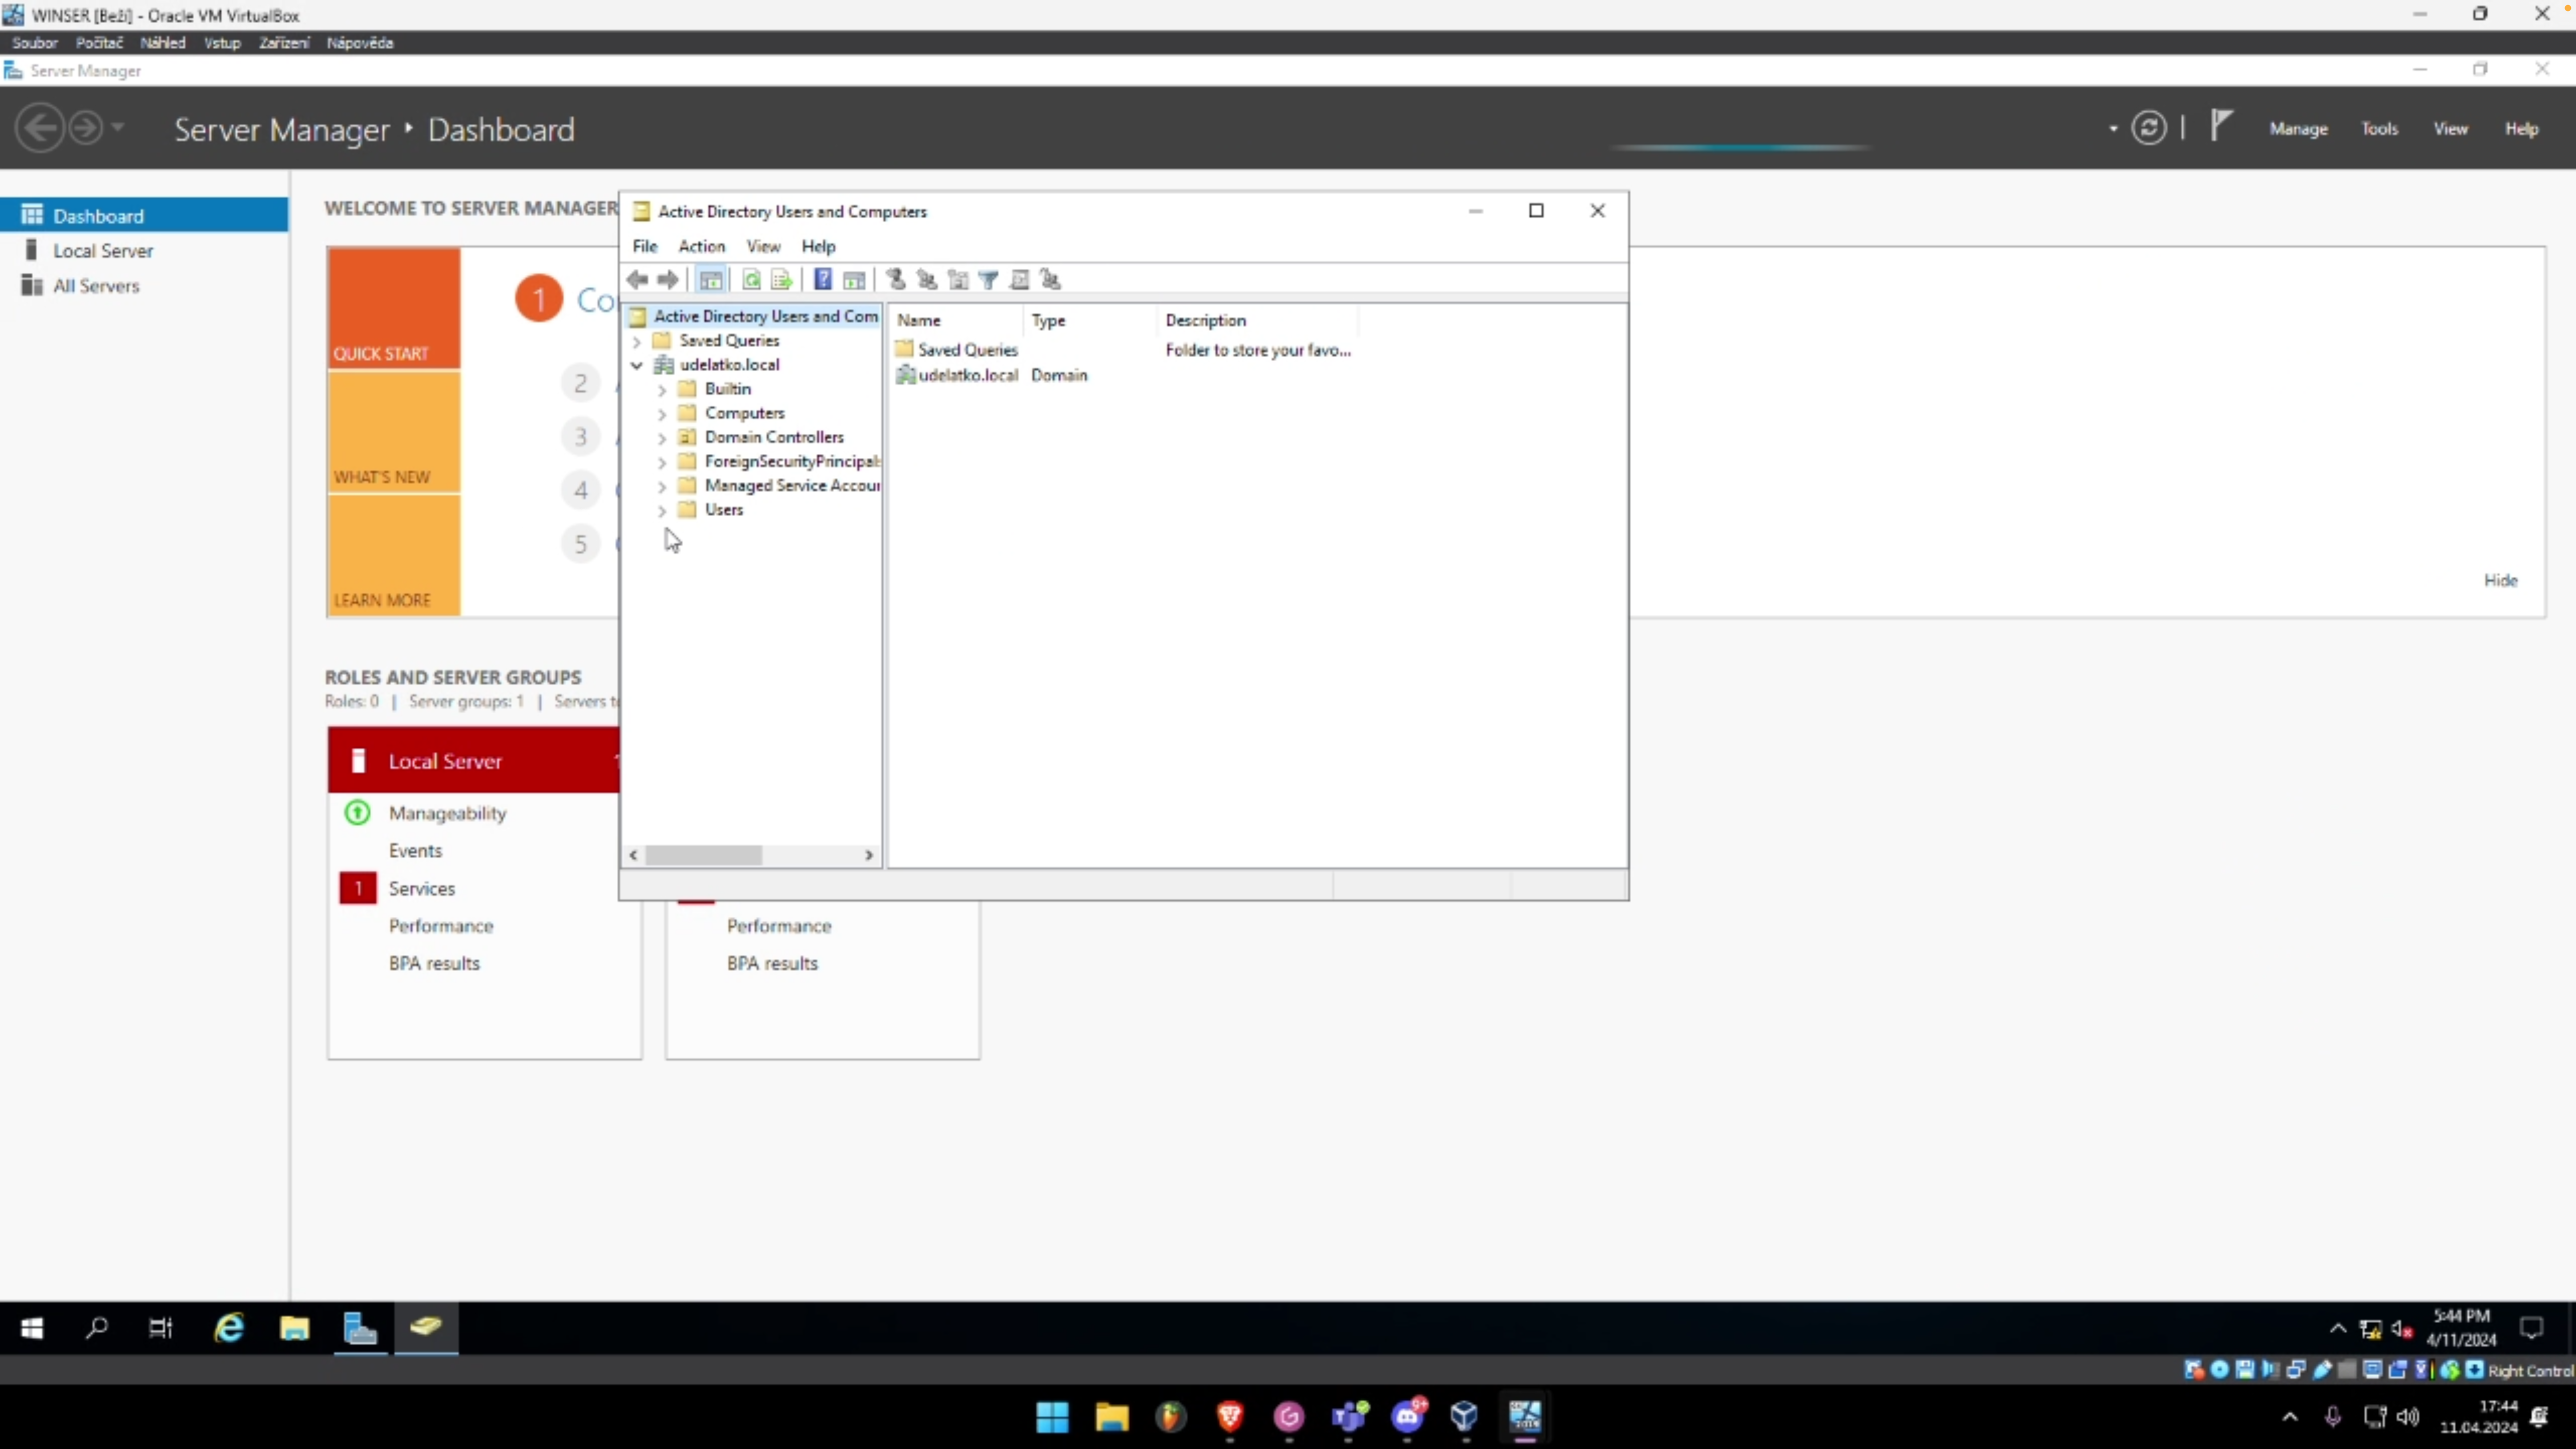 WINSER [Beží] - Oracle VM VirtualBox
Soubor Počítač Náhled Vstup Zařízení Nápověda
Server Manager
Server Manager Dashboard
Manage Tools View Help
Dashboard
Local Server
All Servers
WELCOME TO SERVER MANAGER
QUICK START
WHAT'S NEW
LEARN MORE
1 Co
2
3
4
5
Hide
Active Directory Users and Computers
File Action View Help
Active Directory Users and Com
Saved Queries
udelatko.local
Builtin
Computers
Domain Controllers
ForeignSecurityPrincipal
Managed Service Accou
Users
Name Type Description
Saved Queries Folder to store your favo...
udelatko.local Domain
ROLES AND SERVER GROUPS
Roles: 0 | Server groups: 1 | Servers t
Local Server
Manageability
Events
1 Services
Performance
BPA results
Performance
BPA results
5:44 PM
4/11/2024
Right Control
9+
17:44
11.04.2024